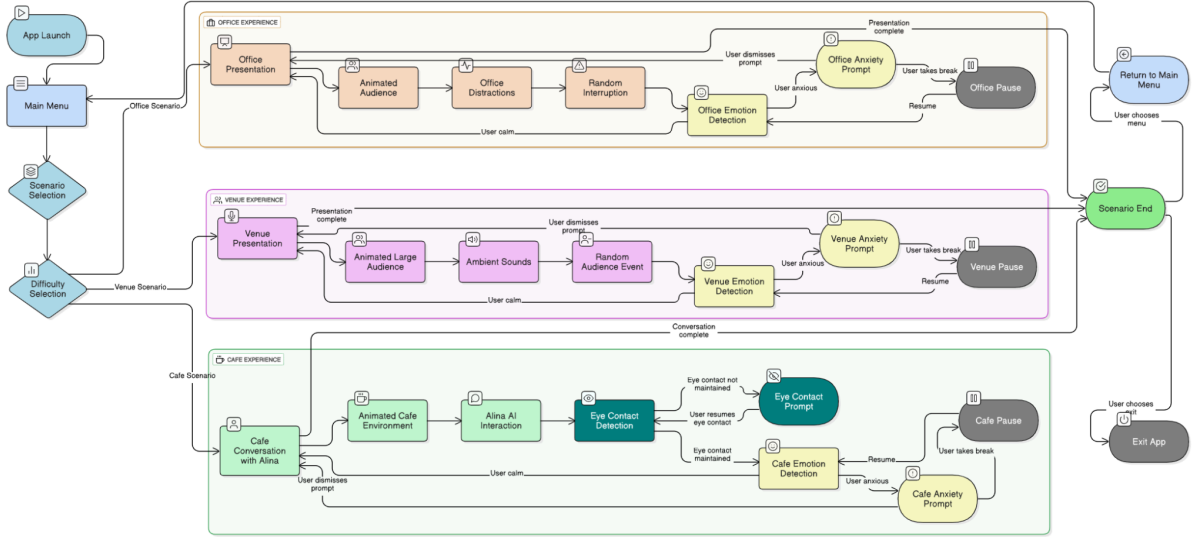 App Launch
Main Menu
Scenario
Selection
Difficulty
Selection
Office Scenario
Venue Scenario
Cafe Scenario
OFFICE EXPERIENCE
Office
Presentation
Animated
Audience
Office
Distractions
Random
Interruption
Office Emotion
Detection
Office Anxiety
Prompt
Office Pause
Presentation
complete
User dismisses
prompt
User anxious
User takes break
Resume
User calm
VENUE EXPERIENCE
Venue
Presentation
Animated Large
Audience
Ambient Sounds
Random
Audience Event
Venue Emotion
Detection
Venue Anxiety
Prompt
Venue Pause
Presentation
complete
User dismisses
prompt
User anxious
User takes break
Resume
User calm
CAFE EXPERIENCE
Cafe
Conversation
with Alina
Animated Cafe
Environment
Alina AI
Interaction
Eye Contact
Detection
Eye Contact
Prompt
Cafe Emotion
Detection
Cafe Anxiety
Prompt
Cafe Pause
Conversation
complete
Eye contact not
maintained
User resumes
eye contact
Eye contact
maintained
User calm
User dismisses
prompt
User anxious
User takes break
Resume
Return to Main
Menu
User chooses
menu
Scenario End
User chooses
exit
Exit App